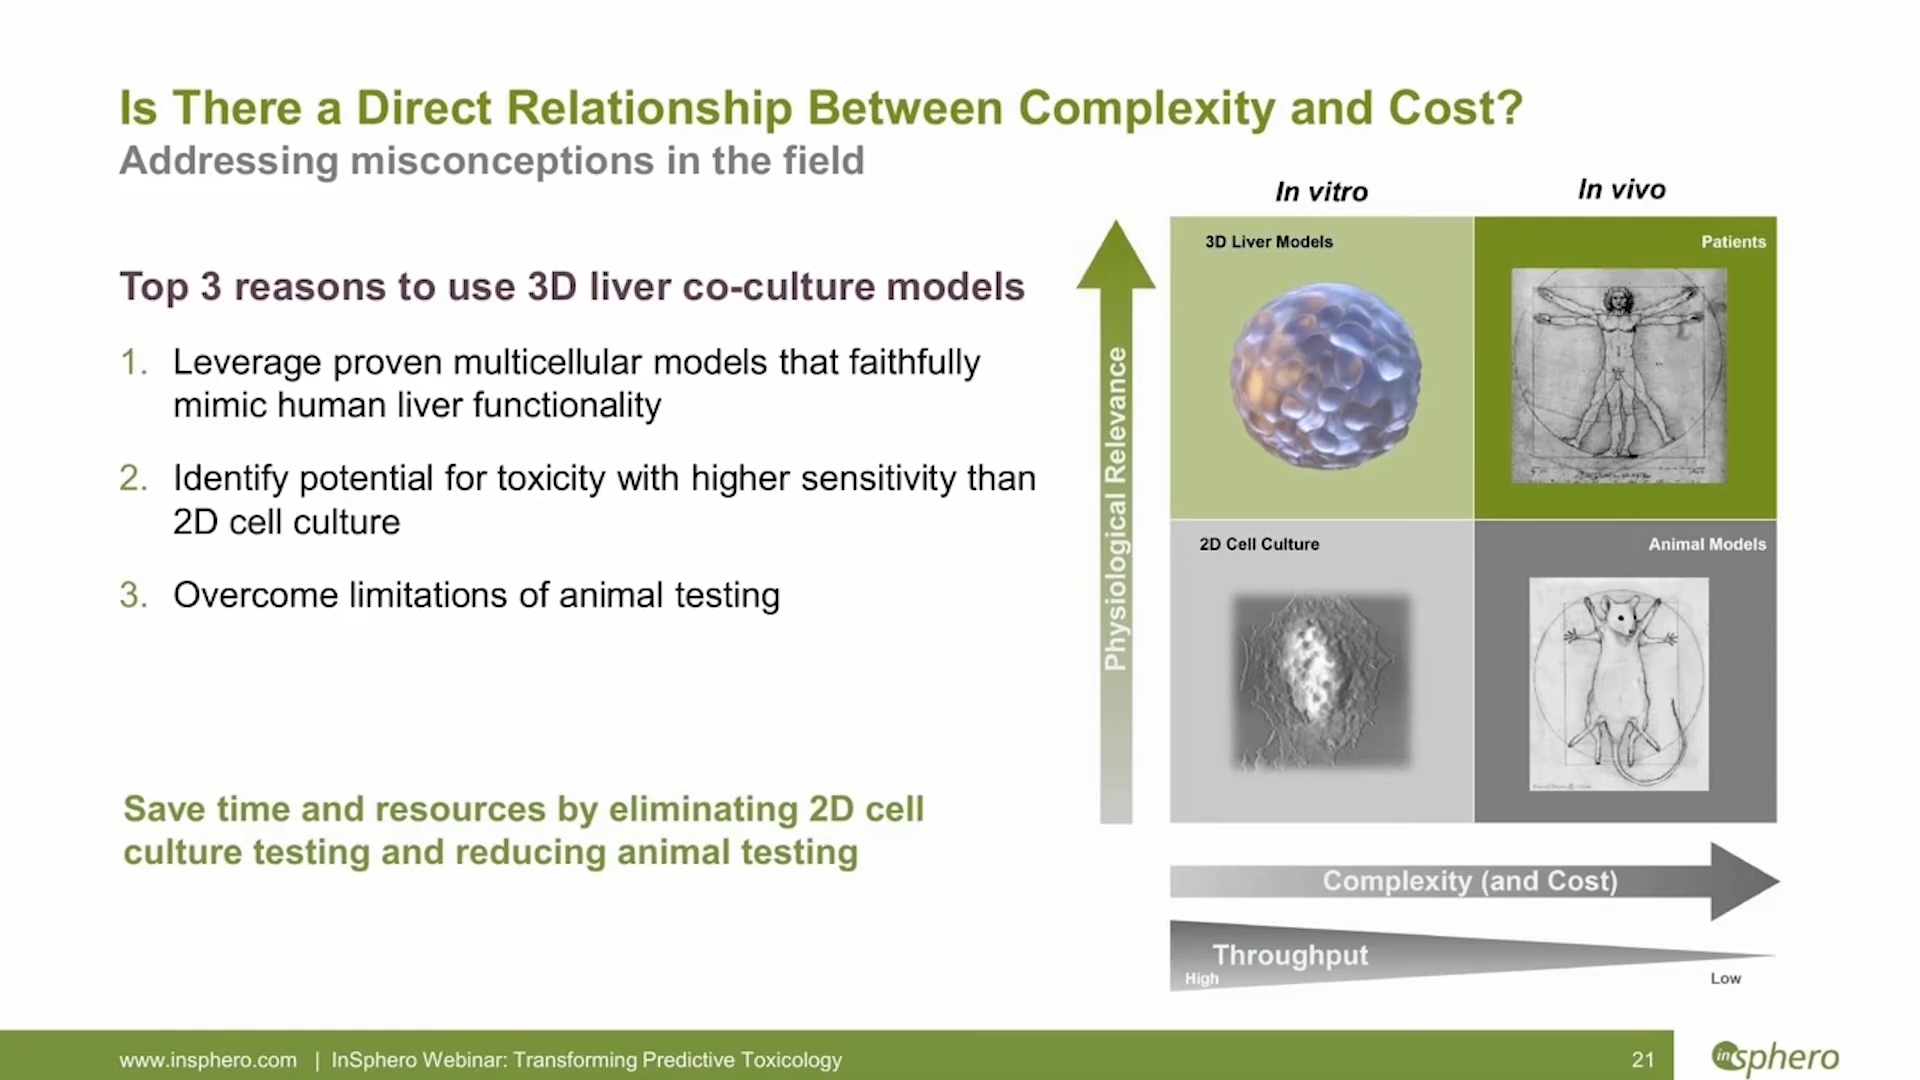 Is There a Direct Relationship Between Complexity and Cost?
Addressing misconceptions in the field
Top 3 reasons to use 3D liver co-culture models
1. Leverage proven multicellular models that faithfully
mimic human liver functionality
2. Identify potential for toxicity with higher sensitivity than
2D cell culture
3. Overcome limitations of animal testing
Save time and resources by eliminating 2D cell
culture testing and reducing animal testing
In vitro
In vivo
Physiological Relevance
3D Liver Models
Patients
2D Cell Culture
Animal Models
Complexity (and Cost)
Throughput
High
Low
www.insphero.com | InSphero Webinar: Transforming Predictive Toxicology
21
insphero